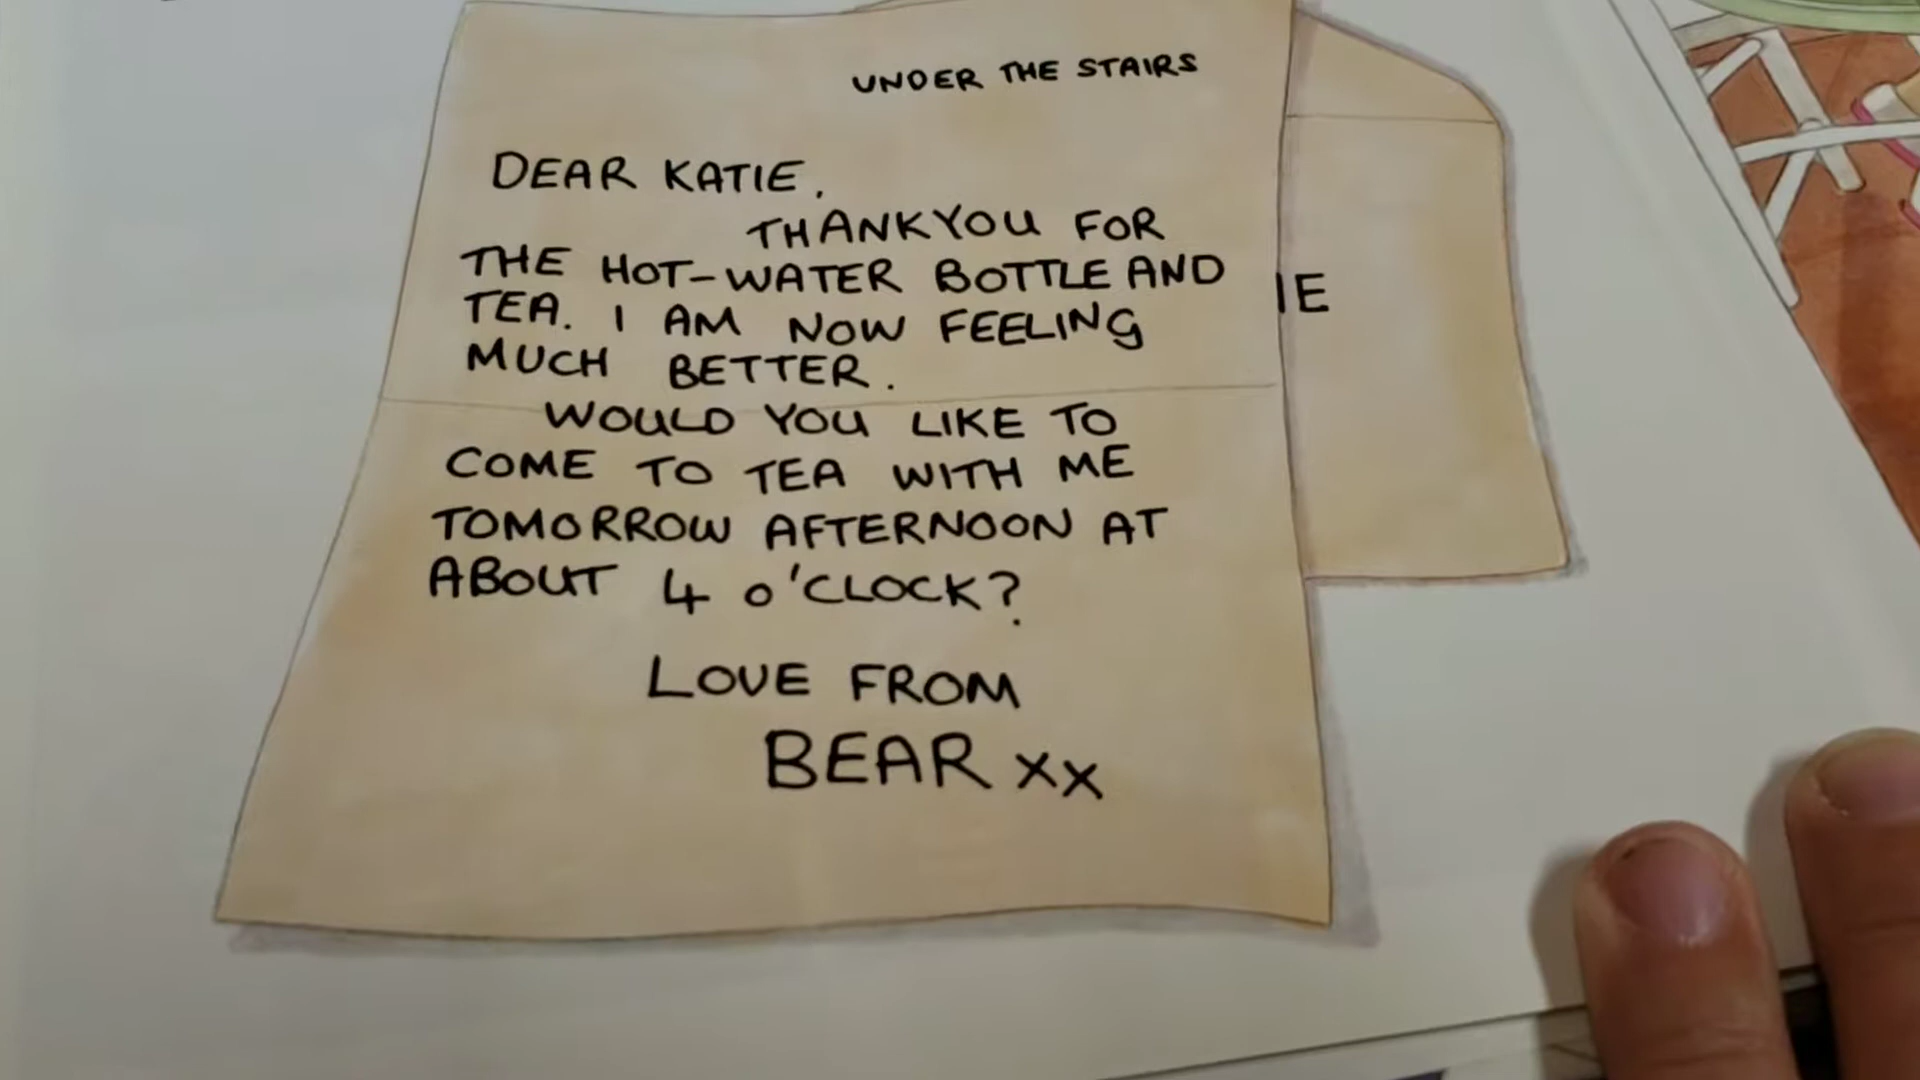 UNDER THE STAIRS
DEAR KATIE,
THANKYOU FOR
THE HOT-WATER BOTTLE AND
TEA. I AM NOW FEELING
MUCH BETTER.
WOULD YOU LIKE TO
COME TO TEA WITH ME
TOMORROW AFTERNOON AT
ABOUT 4 O'CLOCK?
LOVE FROM
BEAR xx
IE